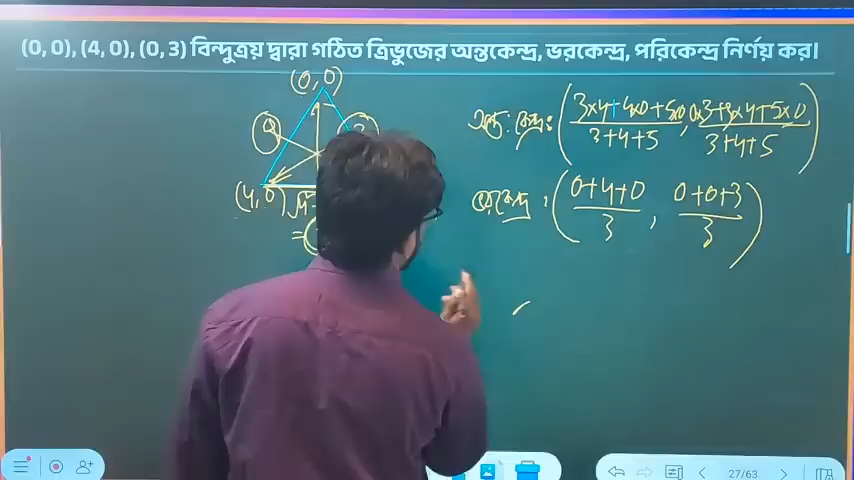 (0, 0), (4, 0), (0, 3) বিন্দুত্রয় দ্বারা গঠিত ত্রিভুজের অন্তকেন্দ্র, ভরকেন্দ্র, পরিকেন্দ্র নির্ণয় কর।
(0, 0)
(4, 0)
অন্ত: কেন্দ্র: (3×4+4×0+5×0 / 3+4+5 , 0×3+3×4+5×0 / 3+4+5)
ভরকেন্দ্র : (0+4+0 / 3 , 0+0+3 / 3)
27/63